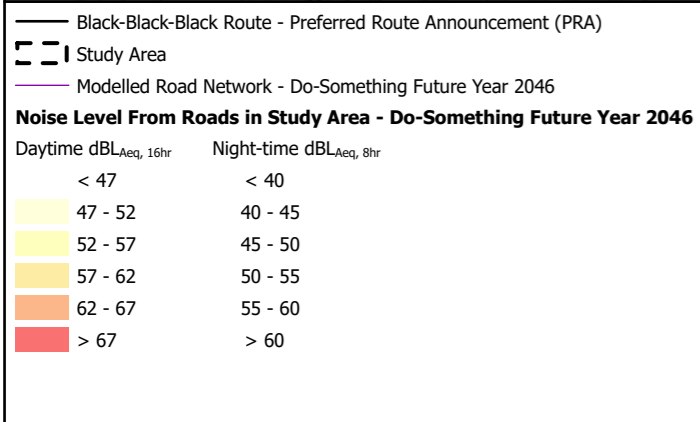 Black-Black-Black Route - Preferred Route Announcement (PRA)
Study Area
Modelled Road Network - Do-Something Future Year 2046
Noise Level From Roads in Study Area - Do-Something Future Year 2046
Daytime dBLAeq, 16hr Night-time dBLAeq, 8hr
< 47 < 40
47 - 52 40 - 45
52 - 57 45 - 50
57 - 62 50 - 55
62 - 67 55 - 60
> 67 > 60